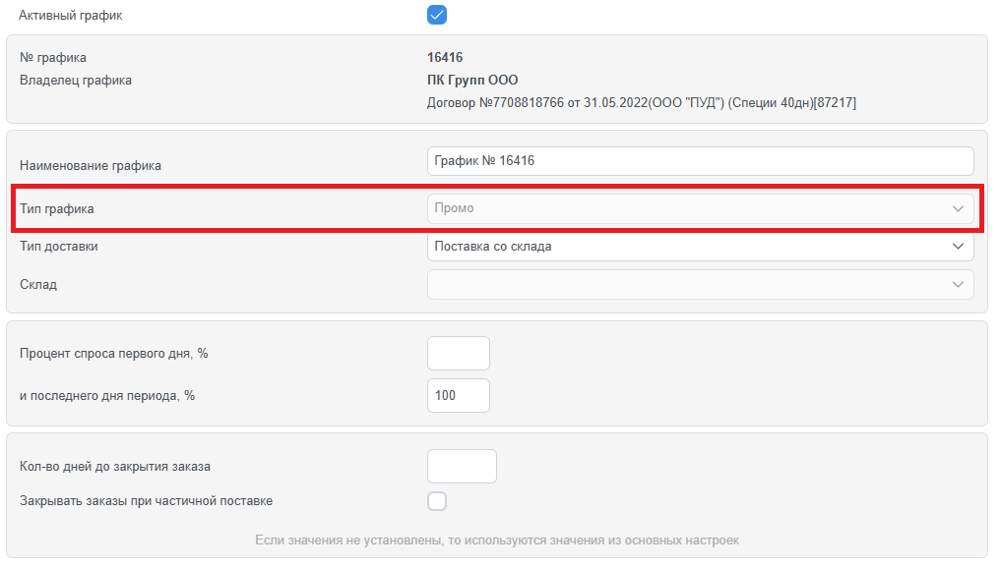 Активный график
№ графика 16416
Владелец графика ПК Групп ООО
Договор №7708818766 от 31.05.2022(ООО "ПУД") (Специи 40дн)[87217]
Наименование графика График № 16416
Тип графика Промо
Тип доставки Поставка со склада
Склад
Процент спроса первого дня, %
и последнего дня периода, % 100
Кол-во дней до закрытия заказа
Закрывать заказы при частичной поставке
Если значения не установлены, то используются значения из основных настроек